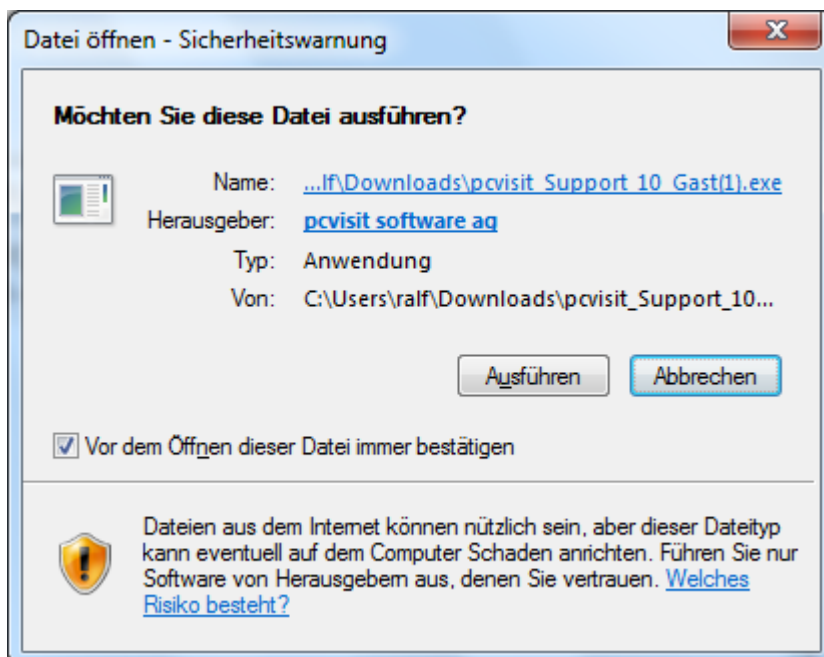 Datei öffnen - Sicherheitswarnung
Möchten Sie diese Datei ausführen?
Name: ...lf\Downloads\pcvisit_Support_10_Gast(1).exe
Herausgeber: pcvisit software ag
Typ: Anwendung
Von: C:\Users\ralf\Downloads\pcvisit_Support_10...
Ausführen Abbrechen
Vor dem Öffnen dieser Datei immer bestätigen
Dateien aus dem Internet können nützlich sein, aber dieser Dateityp
kann eventuell auf dem Computer Schaden anrichten. Führen Sie nur
Software von Herausgebern aus, denen Sie vertrauen. Welches
Risiko besteht?